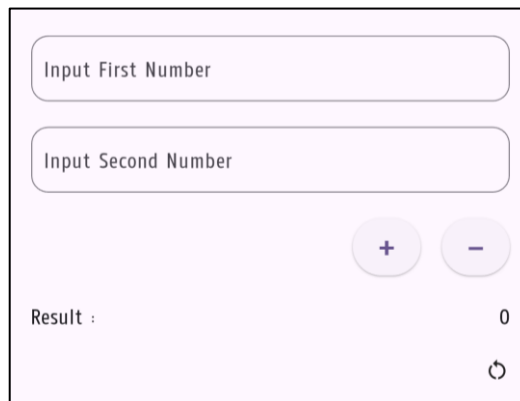 Input First Number
Input Second Number
+ −
Result : 0